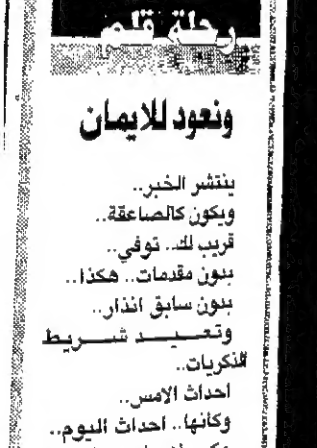 رحلة قلم
ونعود للايمان
ينتشر الخبر..
ويكون كالصاعقة..
قريب لك.. توفي..
بدون مقدمات.. هكذا..
بدون سابق انذار..
وتعيد شريط
الذكريات..
احداث الامس..
وكأنها.. احداث اليوم..